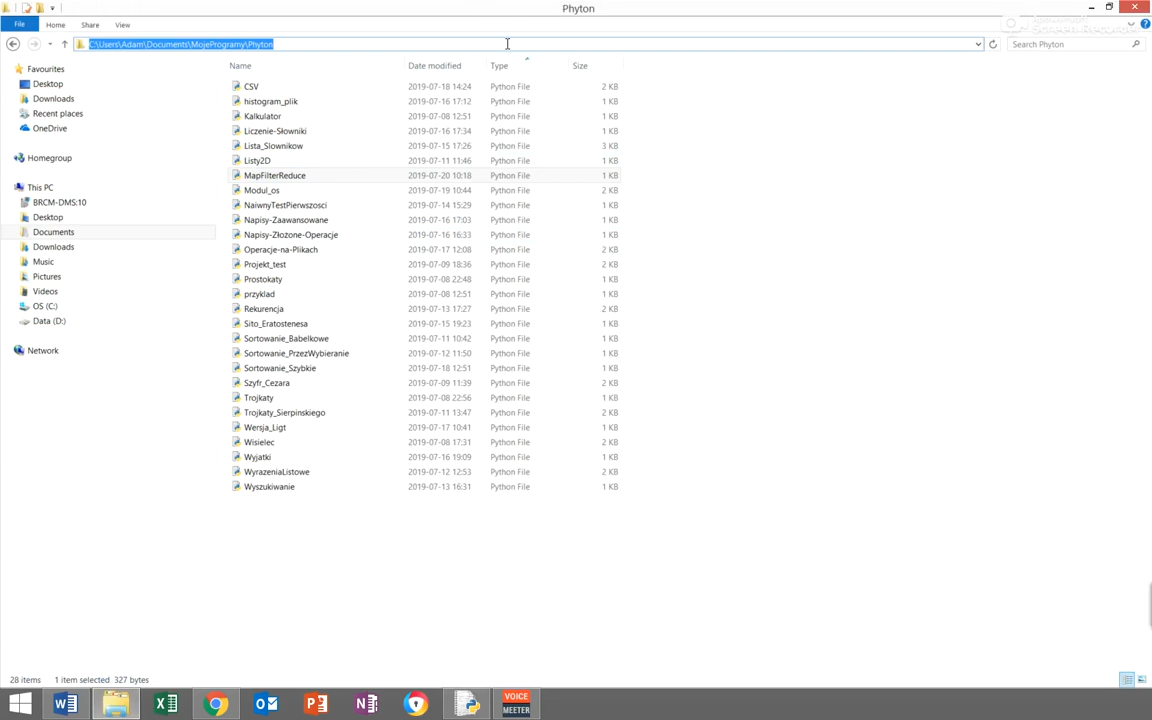 Phyton
File Home Share View
C:\Users\Adam\Documents\MojeProgramy\Phyton
Search Phyton
Favourites
Desktop
Downloads
Recent places
OneDrive
Homegroup
This PC
BRCM-DMS:10
Desktop
Documents
Downloads
Music
Pictures
Videos
OS (C:)
Data (D:)
Network
Name Date modified Type Size
CSV 2019-07-18 14:24 Python File 2 KB
histogram_plik 2019-07-16 17:12 Python File 1 KB
Kalkulator 2019-07-08 12:51 Python File 1 KB
Liczenie-Słowniki 2019-07-16 17:34 Python File 1 KB
Lista_Slownikow 2019-07-15 17:26 Python File 3 KB
Listy2D 2019-07-11 11:46 Python File 1 KB
MapFilterReduce 2019-07-20 10:18 Python File 1 KB
Modul_os 2019-07-19 10:44 Python File 2 KB
NaiwnyTestPierwszosci 2019-07-14 15:29 Python File 1 KB
Napisy-Zaawansowane 2019-07-16 17:03 Python File 1 KB
Napisy-Złożone-Operacje 2019-07-16 16:33 Python File 1 KB
Operacje-na-Plikach 2019-07-17 12:08 Python File 2 KB
Projekt_test 2019-07-09 18:36 Python File 2 KB
Prostokaty 2019-07-08 22:48 Python File 1 KB
przyklad 2019-07-08 12:51 Python File 1 KB
Rekurencja 2019-07-13 17:27 Python File 2 KB
Sito_Eratostenesa 2019-07-15 19:23 Python File 1 KB
Sortowanie_Babelkowe 2019-07-11 10:42 Python File 1 KB
Sortowanie_PrzezWybieranie 2019-07-12 11:50 Python File 1 KB
Sortowanie_Szybkie 2019-07-18 12:51 Python File 1 KB
Szyfr_Cezara 2019-07-09 11:39 Python File 2 KB
Trojkaty 2019-07-08 22:56 Python File 1 KB
Trojkaty_Sierpinskiego 2019-07-11 13:47 Python File 1 KB
Wersja_Ligt 2019-07-17 10:41 Python File 1 KB
Wisielec 2019-07-08 17:31 Python File 2 KB
Wyjatki 2019-07-16 19:09 Python File 1 KB
WyrazeniaListowe 2019-07-12 12:53 Python File 2 KB
Wyszukiwanie 2019-07-13 16:31 Python File 1 KB
28 items 1 item selected 327 bytes
VOICE
MEETER